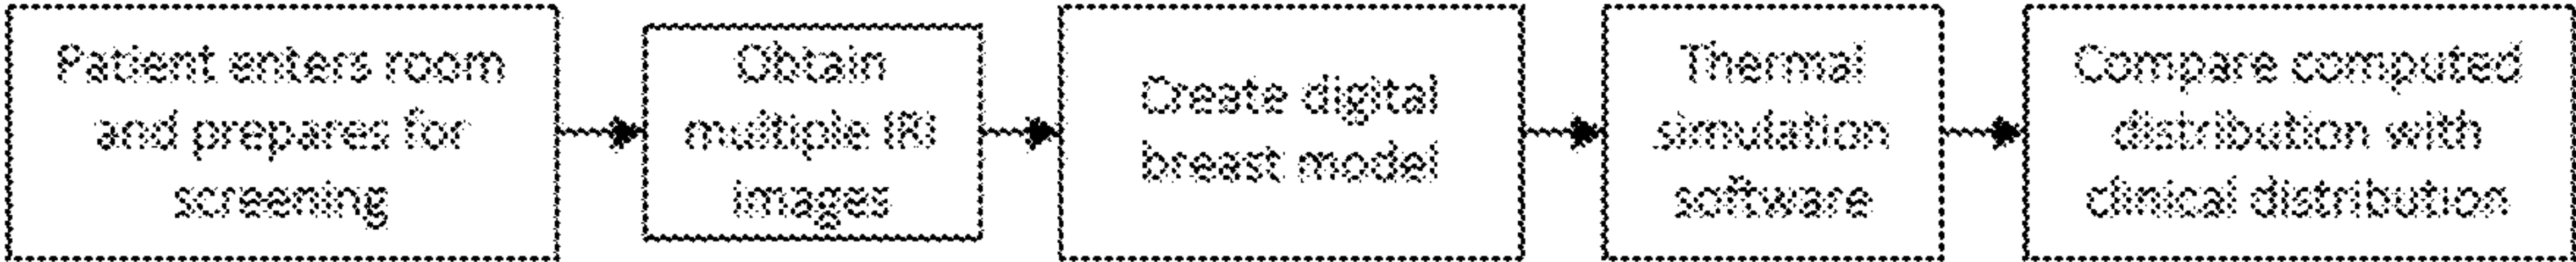 Patient enters room
and prepares for
screening
Obtain
multiple IRI
images
Create digital
breast model
Thermal
simulation
software
Compare computed
distribution with
clinical distribution